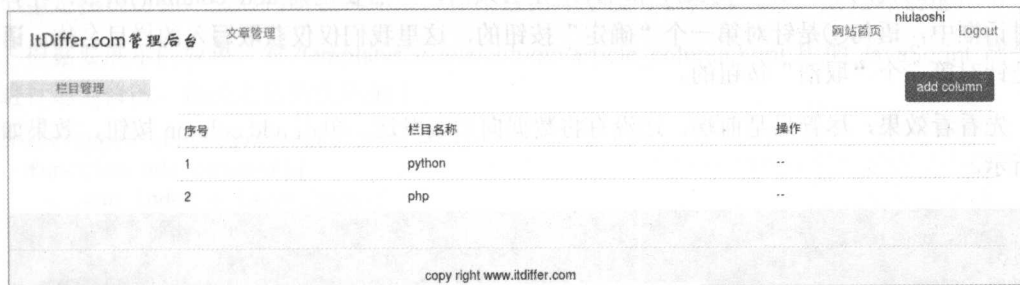 ItDiffer.com管理后台 文章管理 网站首页 niulaoshi Logout
栏目管理 add column
序号 栏目名称 操作
1 python --
2 php --
copy right www.itdiffer.com